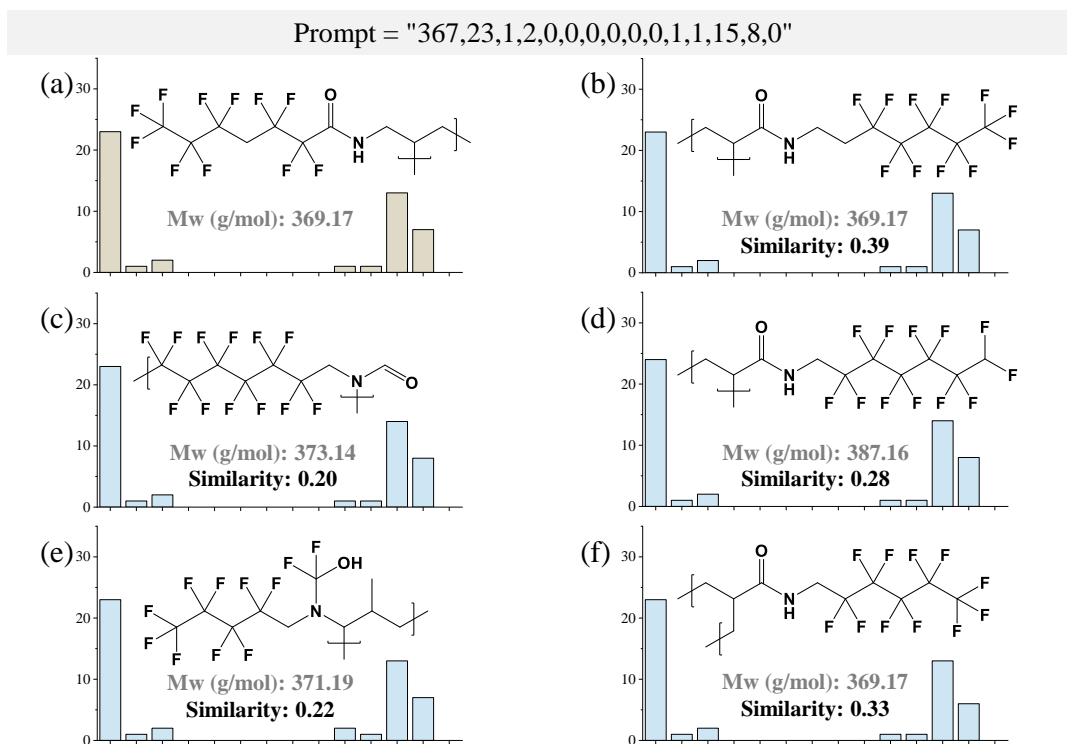 Prompt = "367,23,1,2,0,0,0,0,0,0,1,1,15,8,0"
(a)
30
20
10
0
F F F F F F F F F F F O N H
Mw (g/mol): 369.17
(b)
30
20
10
0
O N H F F F F F F F F F F F
Mw (g/mol): 369.17
Similarity: 0.39
(c)
30
20
10
0
F F F F F F F F F F F F N O
Mw (g/mol): 373.14
Similarity: 0.20
(d)
30
20
10
0
O N H F F F F F F F F F F F F
Mw (g/mol): 387.16
Similarity: 0.28
(e)
30
20
10
0
F F OH F F F F F F F F F N
Mw (g/mol): 371.19
Similarity: 0.22
(f)
30
20
10
0
O N H F F F F F F F F F F F
Mw (g/mol): 369.17
Similarity: 0.33